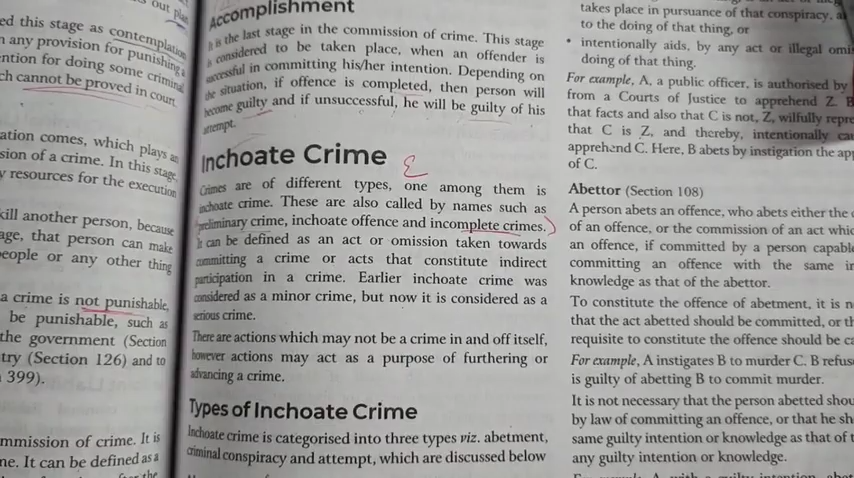 out plan
ed this stage as contemplation
n any provision for punishing a
ntion for doing some criminal
ch cannot be proved in court.
ation comes, which plays an
sion of a crime. In this stage,
y resources for the execution
kill another person, because
age, that person can make
people or any other thing
a crime is not punishable,
be punishable, such as
the government (Section
try (Section 126) and to
399).
mmission of crime. It is
ne. It can be defined as a
for the
Accomplishment
It is the last stage in the commission of crime. This stage
is considered to be taken place, when an offender is
successful in committing his/her intention. Depending on
the situation, if offence is completed, then person will
become guilty and if unsuccessful, he will be guilty of his
attempt.
Inchoate Crime
Crimes are of different types, one among them is
inchoate crime. These are also called by names such as
preliminary crime, inchoate offence and incomplete crimes.
It can be defined as an act or omission taken towards
committing a crime or acts that constitute indirect
participation in a crime. Earlier inchoate crime was
considered as a minor crime, but now it is considered as a
serious crime.
There are actions which may not be a crime in and off itself,
however actions may act as a purpose of furthering or
advancing a crime.
Types of Inchoate Crime
Inchoate crime is categorised into three types viz. abetment,
criminal conspiracy and attempt, which are discussed below
takes place in pursuance of that conspiracy, a
to the doing of that thing, or
• intentionally aids, by any act or illegal omi
doing of that thing.
For example, A, a public officer, is authorised by
from a Courts of Justice to apprehend Z. B
that facts and also that C is not, Z, wilfully repre
that C is Z, and thereby, intentionally cau
apprehend C. Here, B abets by instigation the app
of C.
Abettor (Section 108)
A person abets an offence, who abets either the c
of an offence, or the commission of an act whic
an offence, if committed by a person capable
committing an offence with the same in
knowledge as that of the abettor.
To constitute the offence of abetment, it is n
that the act abetted should be committed, or th
requisite to constitute the offence should be ca
For example, A instigates B to murder C. B refus
is guilty of abetting B to commit murder.
It is not necessary that the person abetted shou
by law of committing an offence, or that he sh
same guilty intention or knowledge as that of t
any guilty intention or knowledge.